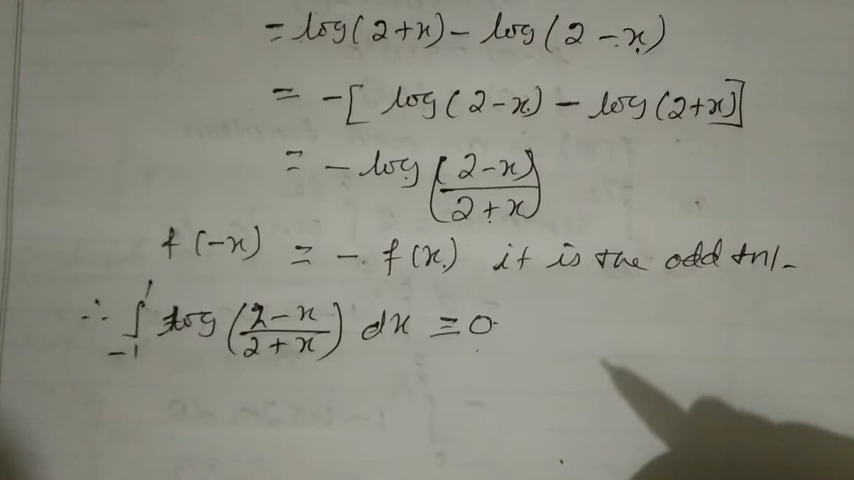 = log(2+x) - log(2-x)
= -[log(2-x) - log(2+x)]
= - log((2-x)/(2+x))
f(-x) = - f(x) it is the odd fn/-
∴ ∫_{-1}^{1} log((2-x)/(2+x)) dx = 0